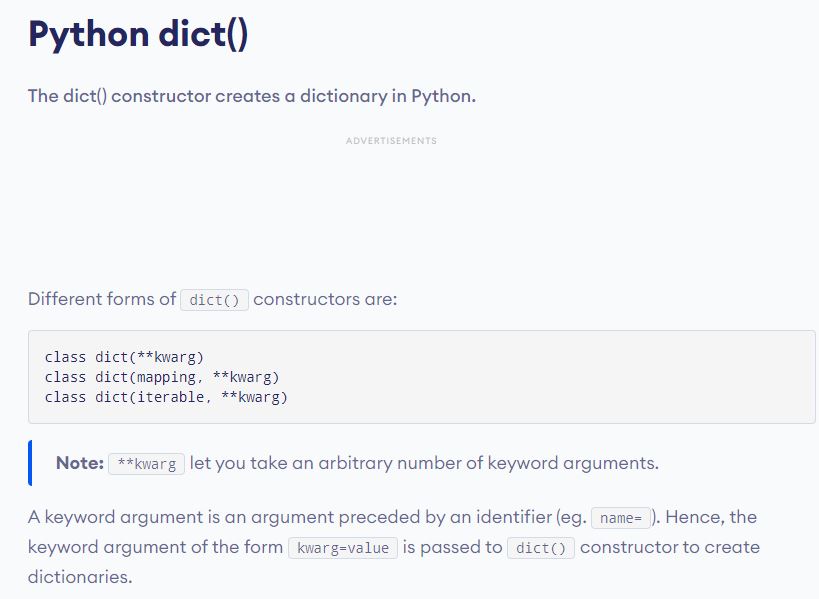 Python dict()
The dict() constructor creates a dictionary in Python.
ADVERTISEMENTS
Different forms of dict() constructors are:
class dict(**kwarg)
class dict(mapping, **kwarg)
class dict(iterable, **kwarg)
Note: **kwarg let you take an arbitrary number of keyword arguments.
A keyword argument is an argument preceded by an identifier (eg. name= ). Hence, the
keyword argument of the form kwarg=value is passed to dict() constructor to create
dictionaries.